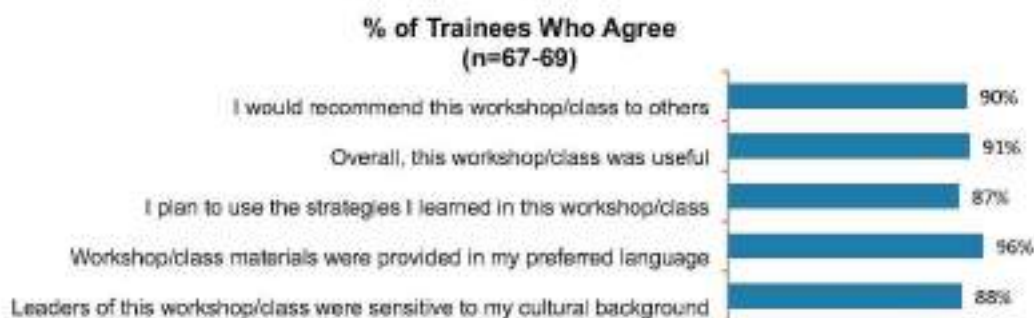 % of Trainees Who Agree
(n=67-69)
I would recommend this workshop/class to others
90%
Overall, this workshop/class was useful
91%
I plan to use the strategies I learned in this workshop/class
87%
Workshop/class materials were provided in my preferred language
96%
Leaders of this workshop/class were sensitive to my cultural background
88%